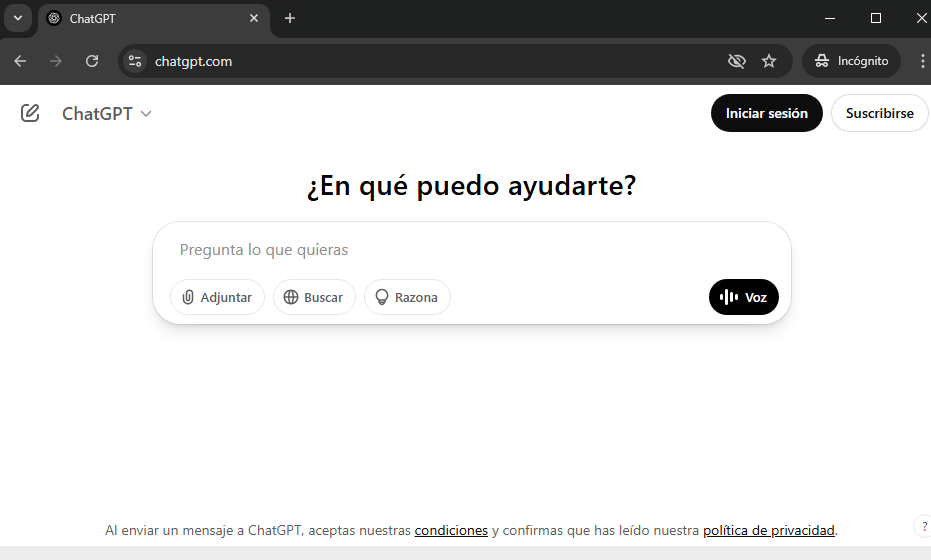 ChatGPT
chatgpt.com
Incógnito
ChatGPT
Iniciar sesión
Suscribirse
¿En qué puedo ayudarte?
Pregunta lo que quieras
Adjuntar
Buscar
Razona
Voz
Al enviar un mensaje a ChatGPT, aceptas nuestras condiciones y confirmas que has leído nuestra política de privacidad.
?